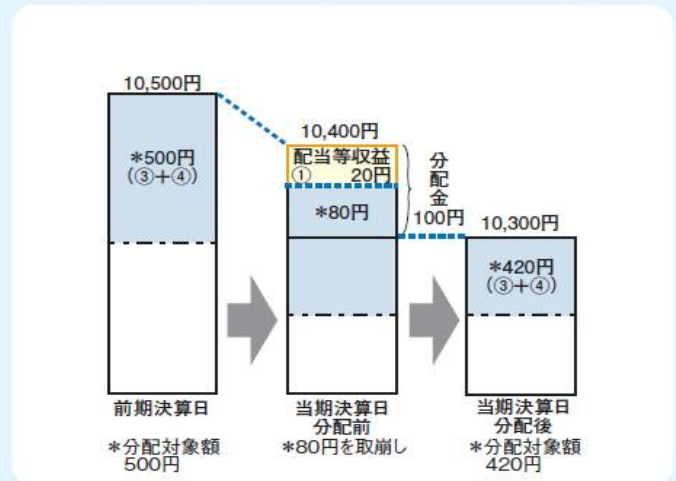 10,500円
*500円
(③+④)
前期決算日
*分配対象額
500円
10,400円
配当等収益
① 20円
*80円
分配金
100円
当期決算日
分配前
*80円を取崩し
10,300円
*420円
(③+④)
当期決算日
分配後
*分配対象額
420円